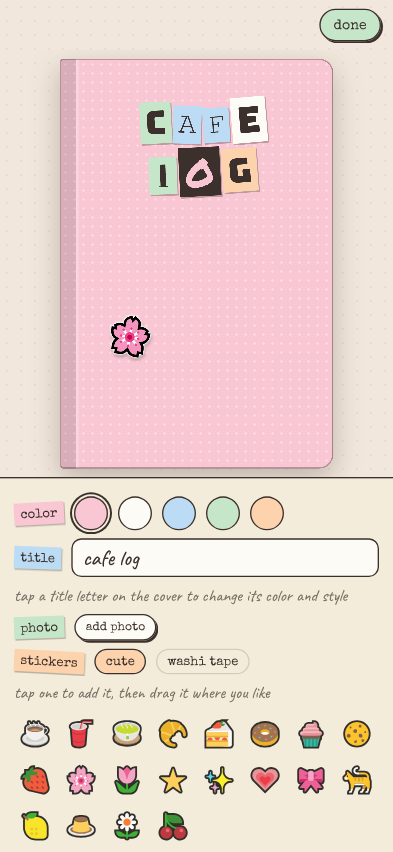 done
CAFE
lOG
color
title
cafe log
tap a title letter on the cover to change its color and style
photo
add photo
stickers
cute
washi tape
tap one to add it, then drag it where you like